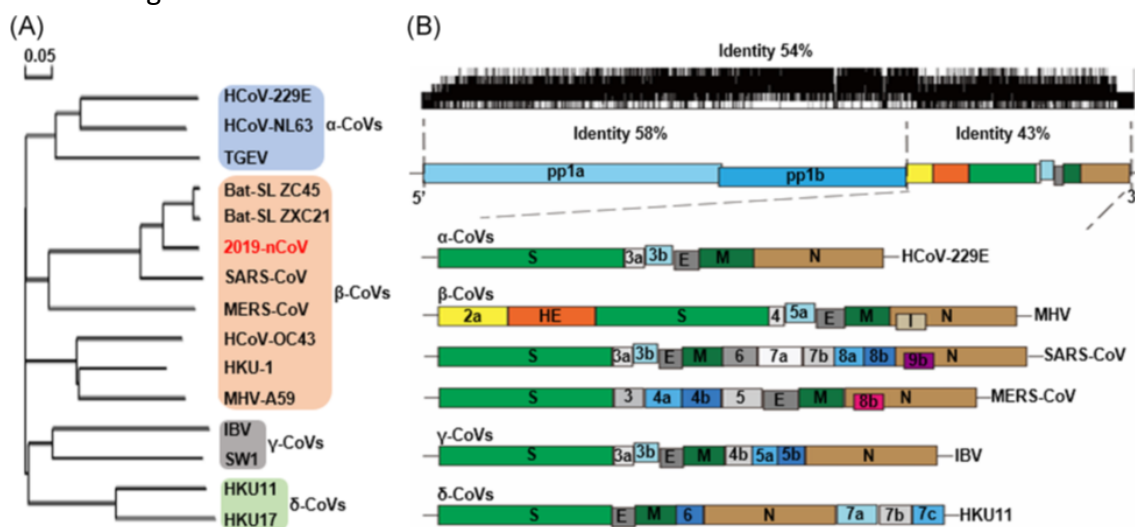 (A)
0.05
HCoV-229E
HCoV-NL63
α-CoVs
TGEV
Bat-SL ZC45
Bat-SL ZXC21
2019-nCoV
SARS-CoV
β-CoVs
MERS-CoV
HCoV-OC43
HKU-1
MHV-A59
IBV
γ-CoVs
SW1
HKU11
δ-CoVs
HKU17
(B)
Identity 54%
Identity 58% Identity 43%
pp1a pp1b
5' 3
α-CoVs
S 3a 3b E M N HCoV-229E
β-CoVs
2a HE S 4 5a E M I N MHV
S 3a 3b E M 6 7a 7b 8a 8b 9b N SARS-CoV
S 3 4a 4b 5 E M 8b N MERS-CoV
γ-CoVs
S 3a 3b E M 4b 5a 5b N IBV
δ-CoVs
S E M 6 N 7a 7b 7c HKU11